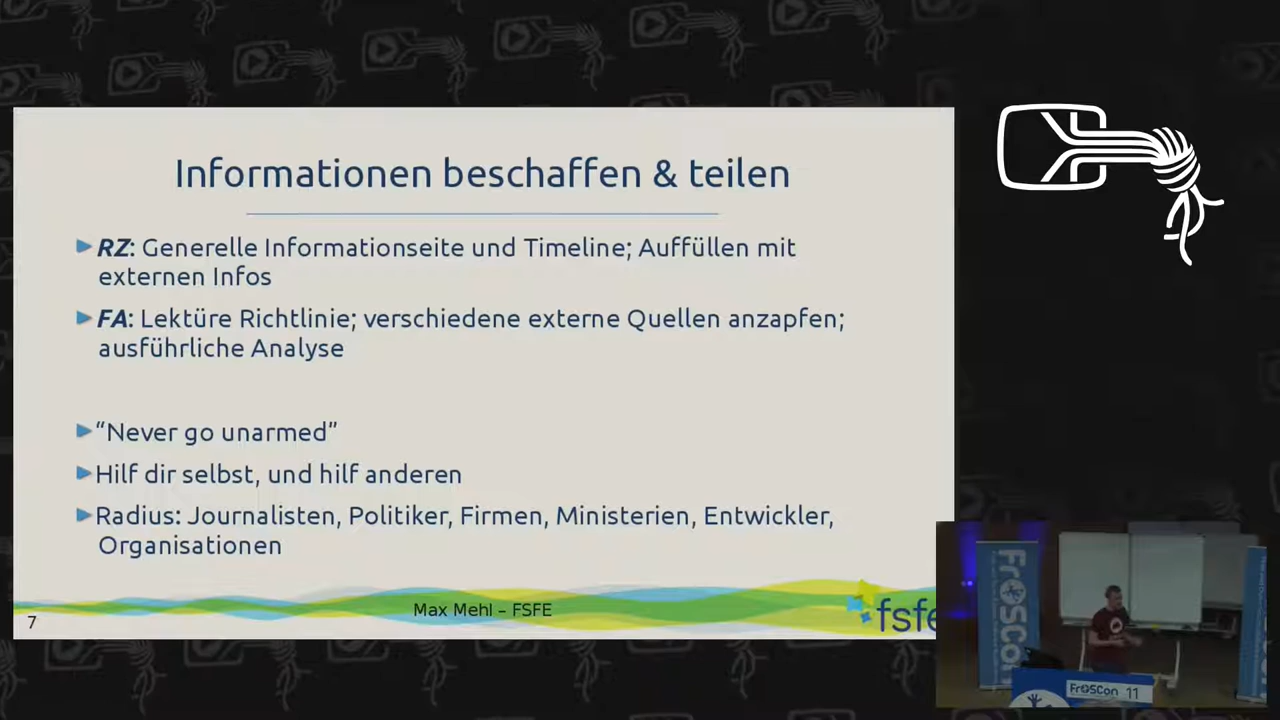 Informationen beschaffen & teilen
RZ: Generelle Informationseite und Timeline; Auffüllen mit
externen Infos
FA: Lektüre Richtlinie; verschiedene externe Quellen anzapfen;
ausführliche Analyse
“Never go unarmed”
Hilf dir selbst, und hilf anderen
Radius: Journalisten, Politiker, Firmen, Ministerien, Entwickler,
Organisationen
Max Mehl – FSFE
fsfe
7
FrOSCon
FrOSCon 11